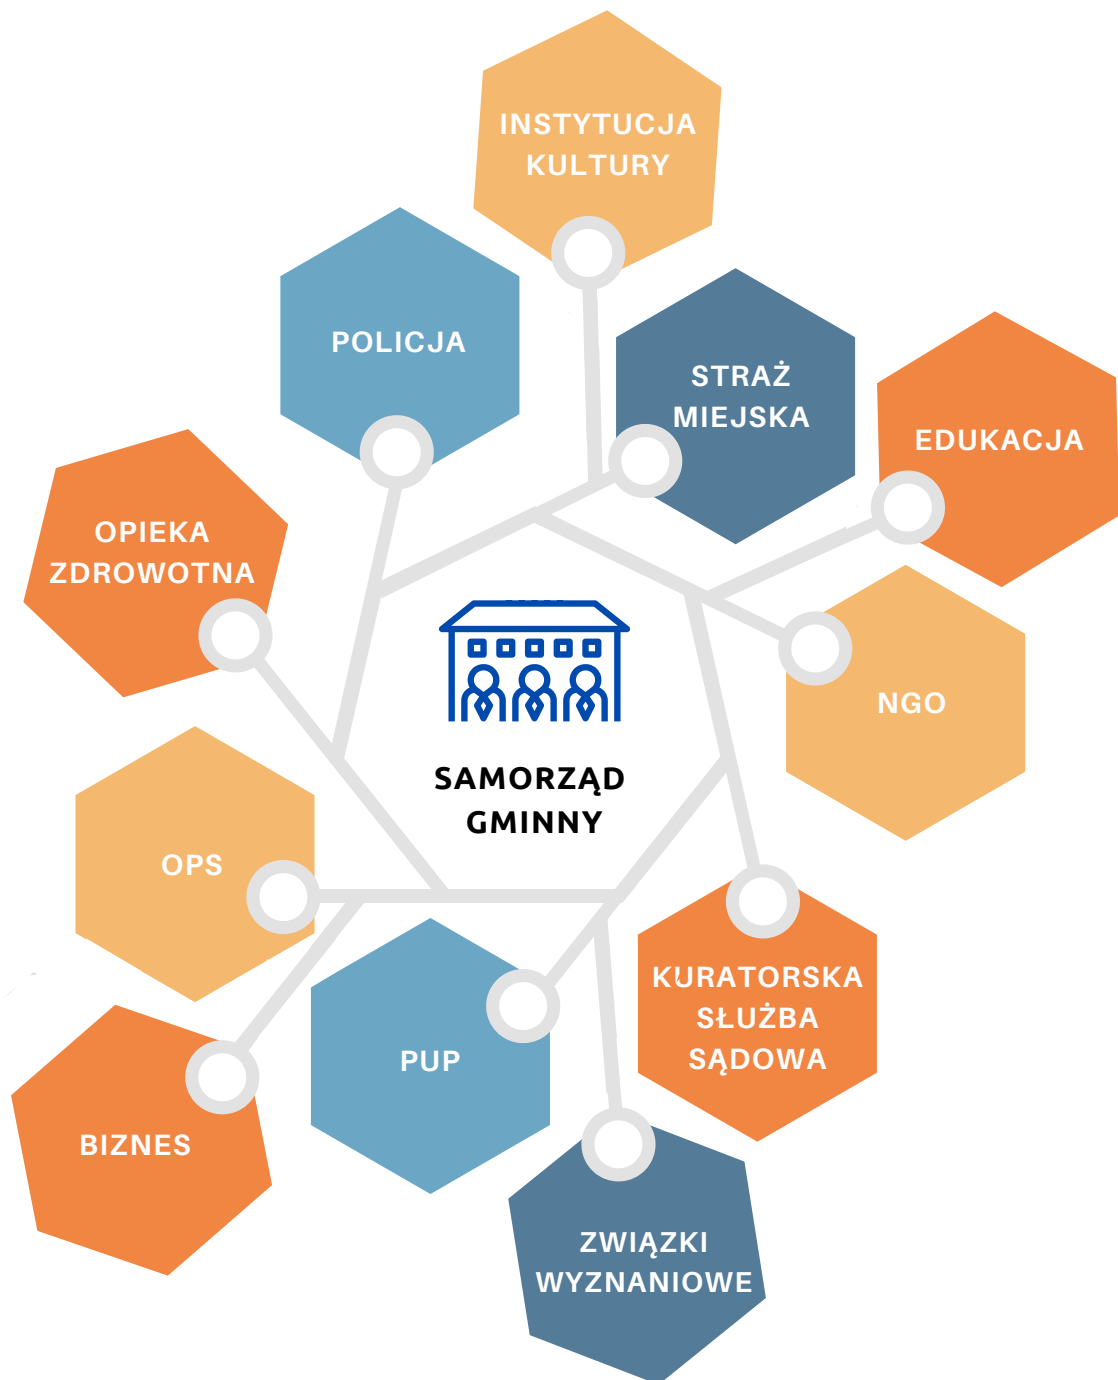 INSTYTUCJA
KULTURY
POLICJA
STRAŻ
MIEJSKA
EDUKACJA
OPIEKA
ZDROWOTNA
NGO
SAMORZĄD
GMINNY
OPS
KURATORSKA
SŁUŻBA
SĄDOWA
PUP
BIZNES
ZWIĄZKI
WYZNANIOWE